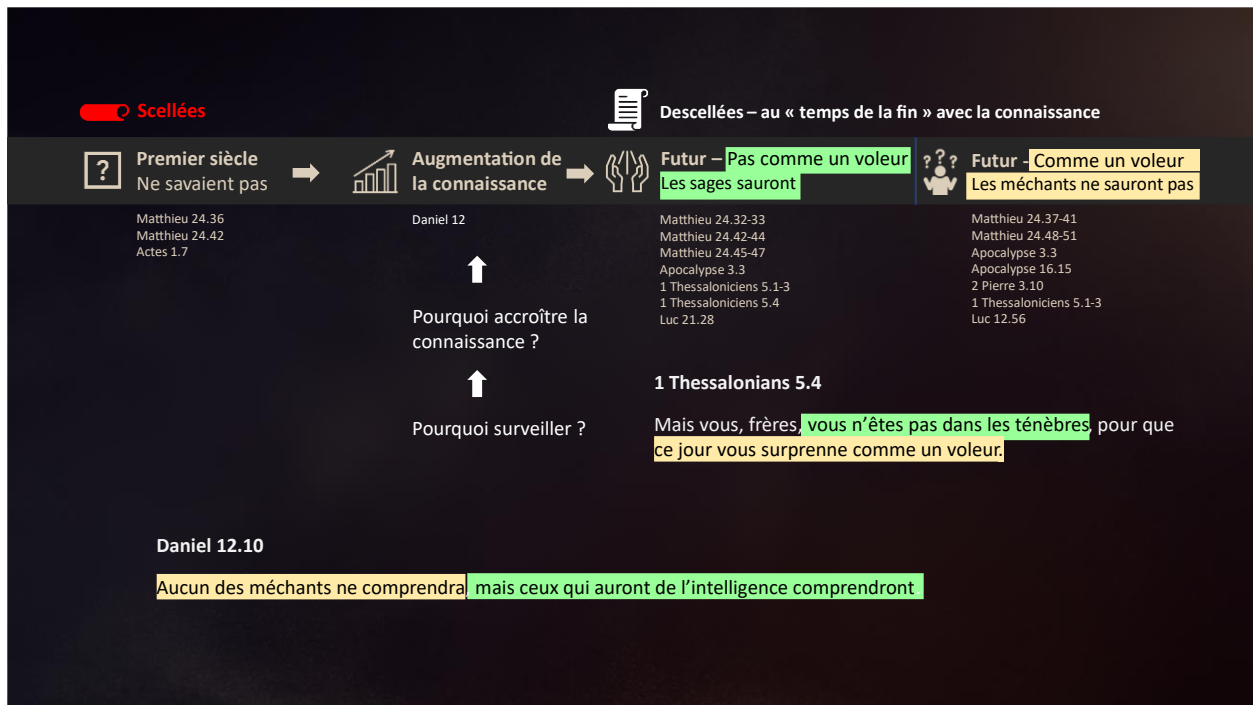 Scellées
Descellées – au « temps de la fin » avec la connaissance
?
Premier siècle
Ne savaient pas
Augmentation de
la connaissance
Futur – Pas comme un voleur
Les sages sauront
???
Futur - Comme un voleur
Les méchants ne sauront pas
Matthieu 24.36
Matthieu 24.42
Actes 1.7
Daniel 12
Pourquoi accroître la
connaissance ?
Pourquoi surveiller ?
Matthieu 24.32-33
Matthieu 24.42-44
Matthieu 24.45-47
Apocalypse 3.3
1 Thessaloniciens 5.1-3
1 Thessaloniciens 5.4
Luc 21.28
Matthieu 24.37-41
Matthieu 24.48-51
Apocalypse 3.3
Apocalypse 16.15
2 Pierre 3.10
1 Thessaloniciens 5.1-3
Luc 12.56
1 Thessalonians 5.4
Mais vous, frères, vous n’êtes pas dans les ténèbres, pour que
ce jour vous surprenne comme un voleur.
Daniel 12.10
Aucun des méchants ne comprendra, mais ceux qui auront de l’intelligence comprendront